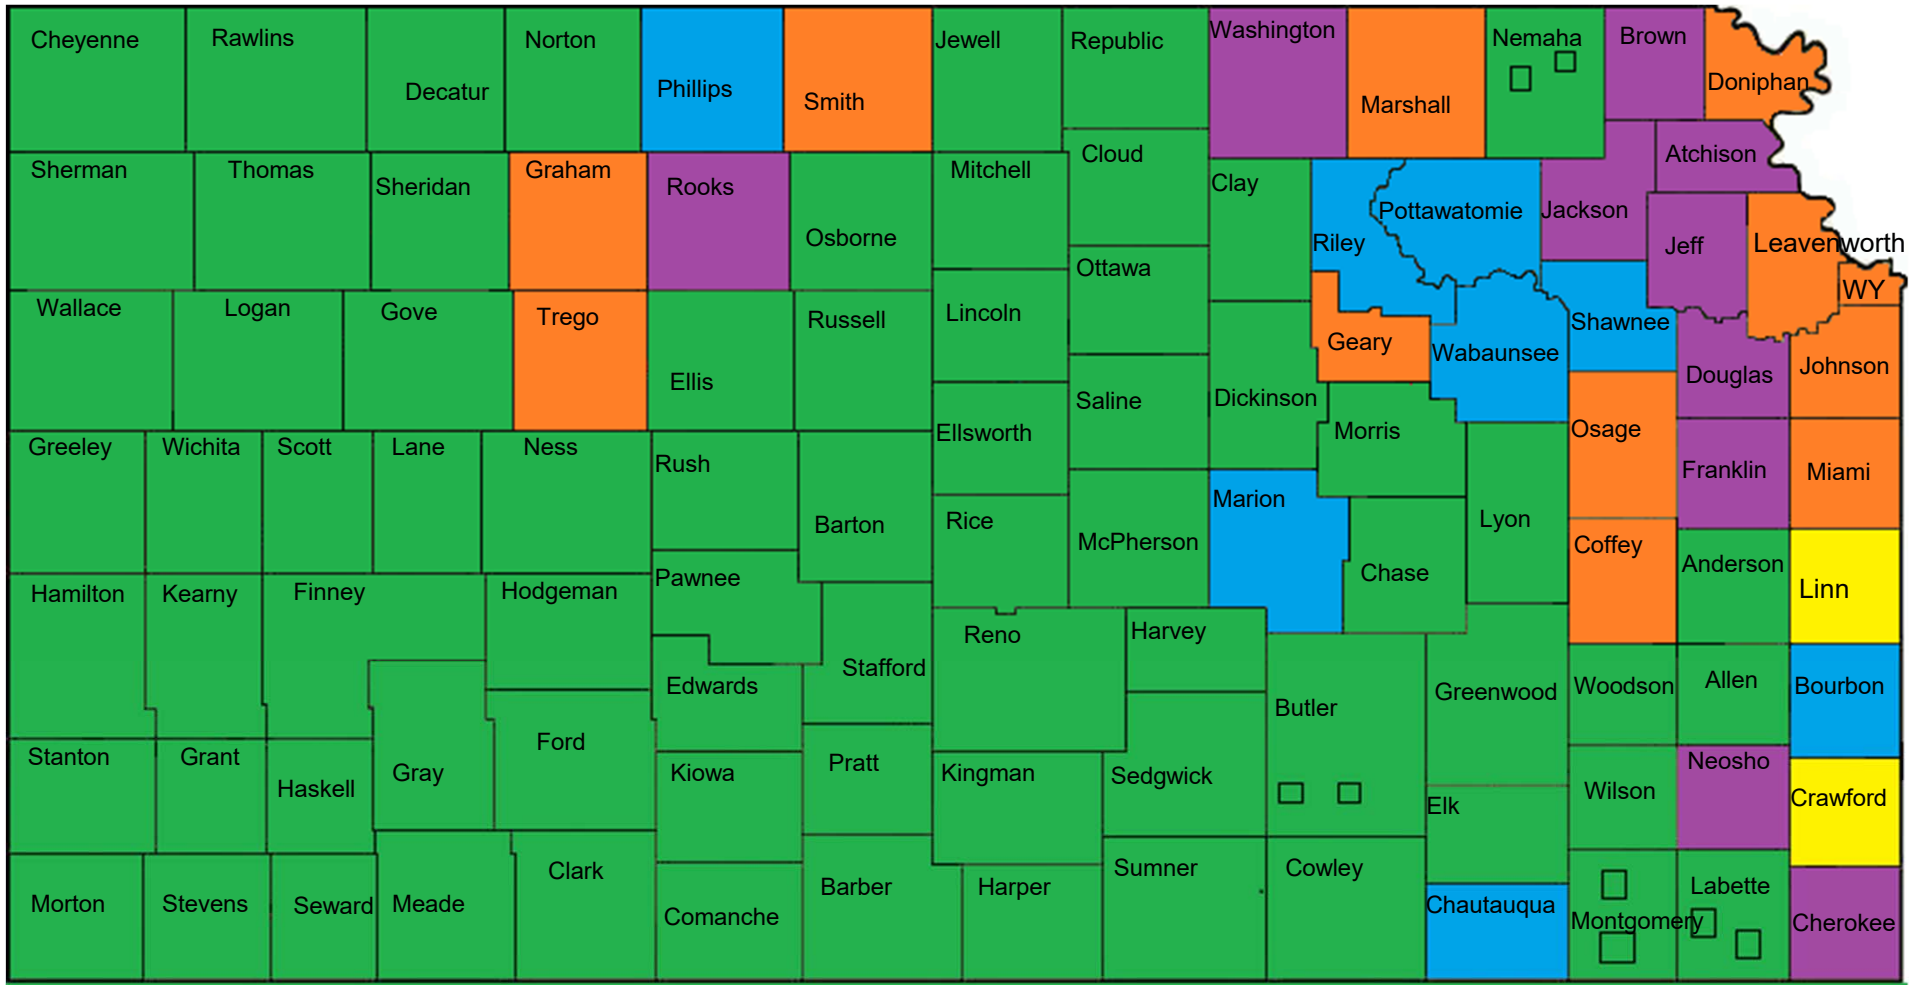 Cheyenne
Rawlins
Decatur
Norton
Phillips
Smith
Jewell
Republic
Washington
Marshall
Nemaha
Brown
Doniphan
Sherman
Thomas
Sheridan
Graham
Rooks
Osborne
Mitchell
Cloud
Clay
Riley
Pottawatomie
Jackson
Atchison
Jeff
Leavenworth
WY
Wallace
Logan
Gove
Trego
Ellis
Russell
Lincoln
Ottawa
Saline
Dickinson
Geary
Wabaunsee
Shawnee
Douglas
Johnson
Greeley
Wichita
Scott
Lane
Ness
Rush
Barton
Ellsworth
Rice
McPherson
Marion
Morris
Chase
Lyon
Osage
Franklin
Miami
Coffey
Anderson
Linn
Hamilton
Kearny
Finney
Hodgeman
Pawnee
Edwards
Stafford
Reno
Harvey
Butler
Greenwood
Woodson
Allen
Bourbon
Stanton
Grant
Haskell
Gray
Ford
Kiowa
Pratt
Kingman
Sedgwick
Elk
Wilson
Neosho
Crawford
Morton
Stevens
Seward
Meade
Clark
Comanche
Barber
Harper
Sumner
Cowley
Chautauqua
Montgomery
Labette
Cherokee